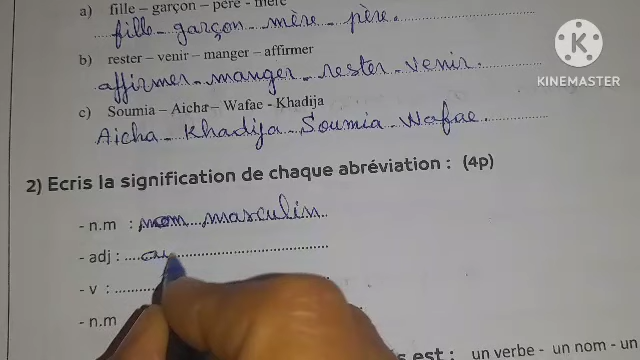 a) fille – garçon – père - mère
fille - garçon - mère - père.
b) rester – venir – manger – affirmer
affirmer - manger - rester - venir.
c) Soumia – Aicha – Wafae - Khadija
Aicha - Khadija - Soumia - Wafae.
2) Ecris la signification de chaque abréviation : (4p)
- n.m : nom masculin
- adj :
- v :
- n.m
est : un verbe - un nom - un
KINEMASTER